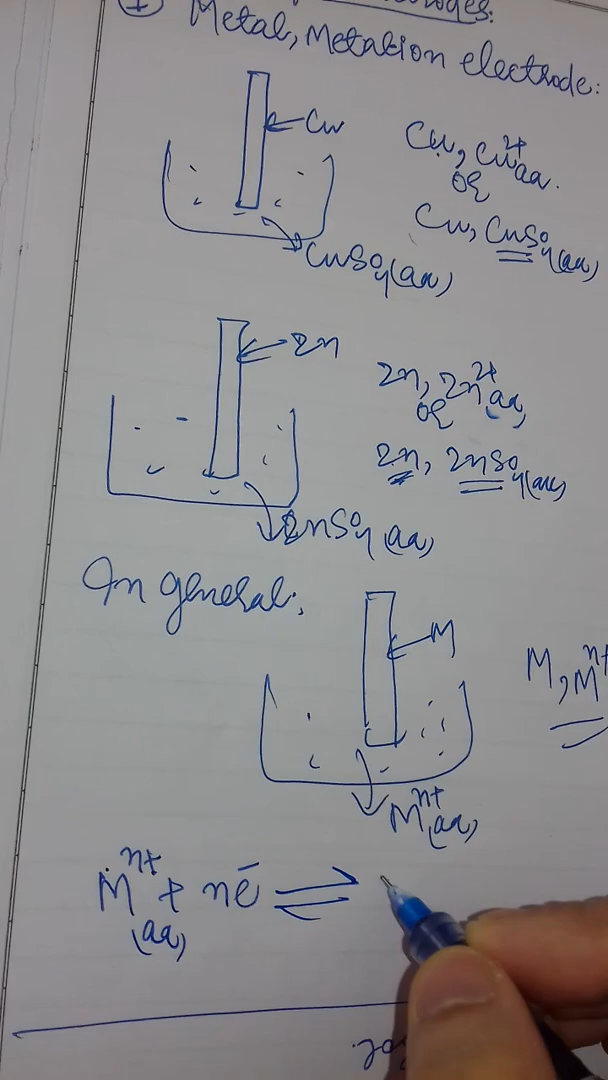 ① Metal, Metal ion electrode:
Cu
Cu, Cu²⁺aq.
OR
Cu, CuSO₄(aq)
CuSO₄(aq)
Zn
Zn, Zn²⁺aq,
OR
Zn, ZnSO₄(aq)
ZnSO₄(aq)
In general,
M
M, Mⁿ⁺
Mⁿ⁺(aq)
Mⁿ⁺(aq) + ne⁻ ⇌